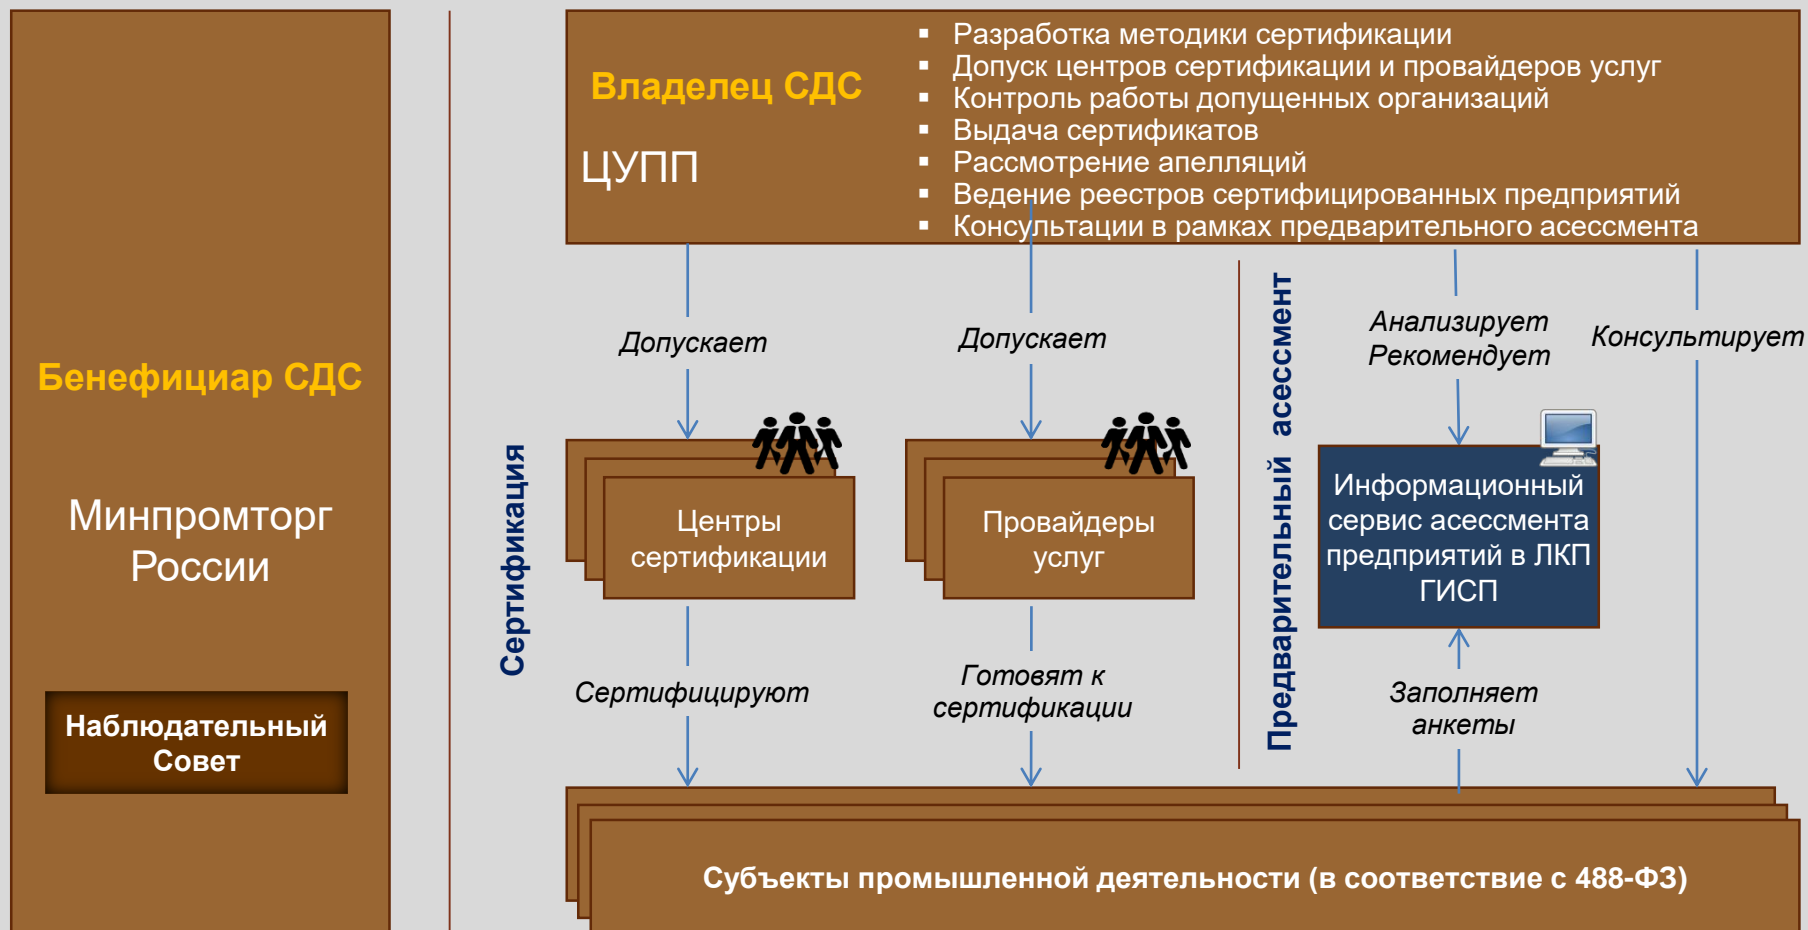 Бенефициар СДС
Минпромторг
России
Наблюдательный
Совет
Владелец СДС
ЦУПП
▪ Разработка методики сертификации
▪ Допуск центров сертификации и провайдеров услуг
▪ Контроль работы допущенных организаций
▪ Выдача сертификатов
▪ Рассмотрение апелляций
▪ Ведение реестров сертифицированных предприятий
▪ Консультации в рамках предварительного асессмента
Сертификация
Допускает
Допускает
Предварительный асессмент
Анализирует
Рекомендует
Консультирует
Центры
сертификации
Провайдеры
услуг
Информационный
сервис асессмента
предприятий в ЛКП
ГИСП
Сертифицируют
Готовят к
сертификации
Заполняет
анкеты
Субъекты промышленной деятельности (в соответствие с 488-ФЗ)